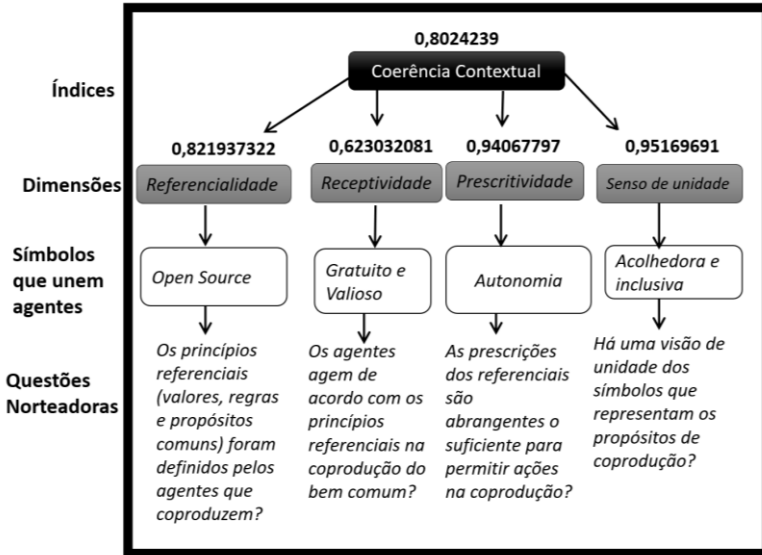 0,8024239
Índices
Coerência Contextual
0,821937322
0,623032081
0,94067797
0,95169691
Dimensões
Referencialidade
Receptividade
Prescritividade
Senso de unidade
Símbolos
que unem
agentes
Open Source
Gratuito e
Valioso
Autonomia
Acolhedora e
inclusiva
Questões
Norteadoras
Os princípios
referenciais
(valores, regras
e propósitos
comuns) foram
definidos pelos
agentes que
coproduzem?
Os agentes
agem de
acordo com os
princípios
referenciais na
coprodução do
bem comum?
As prescrições
dos referenciais
são
abrangentes o
suficiente para
permitir ações
na coprodução?
Há uma visão de
unidade dos
símbolos que
representam os
propósitos de
coprodução?